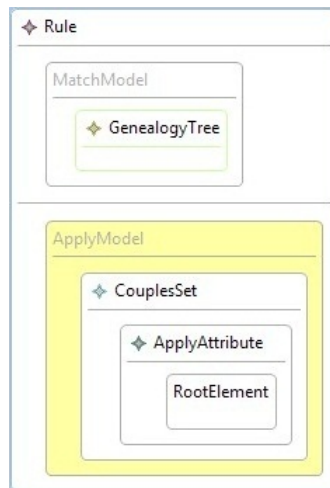 Rule
MatchModel
GenealogyTree
ApplyModel
CouplesSet
ApplyAttribute
RootElement